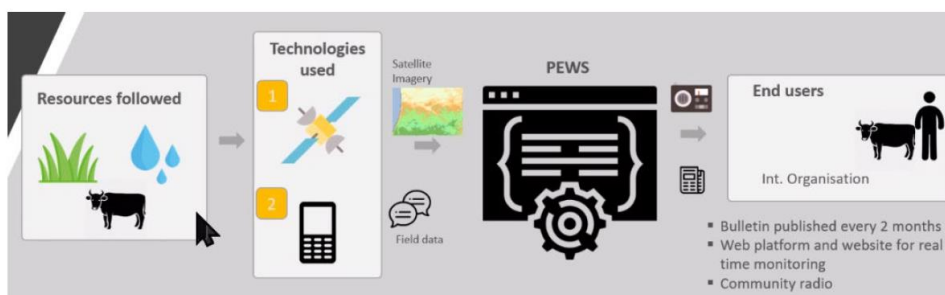 Resources followed
Technologies
used
1
2
Satellite
Imagery
Field data
PEWS
End users
Int. Organisation
▪ Bulletin published every 2 months
▪ Web platform and website for real
time monitoring
▪ Community radio